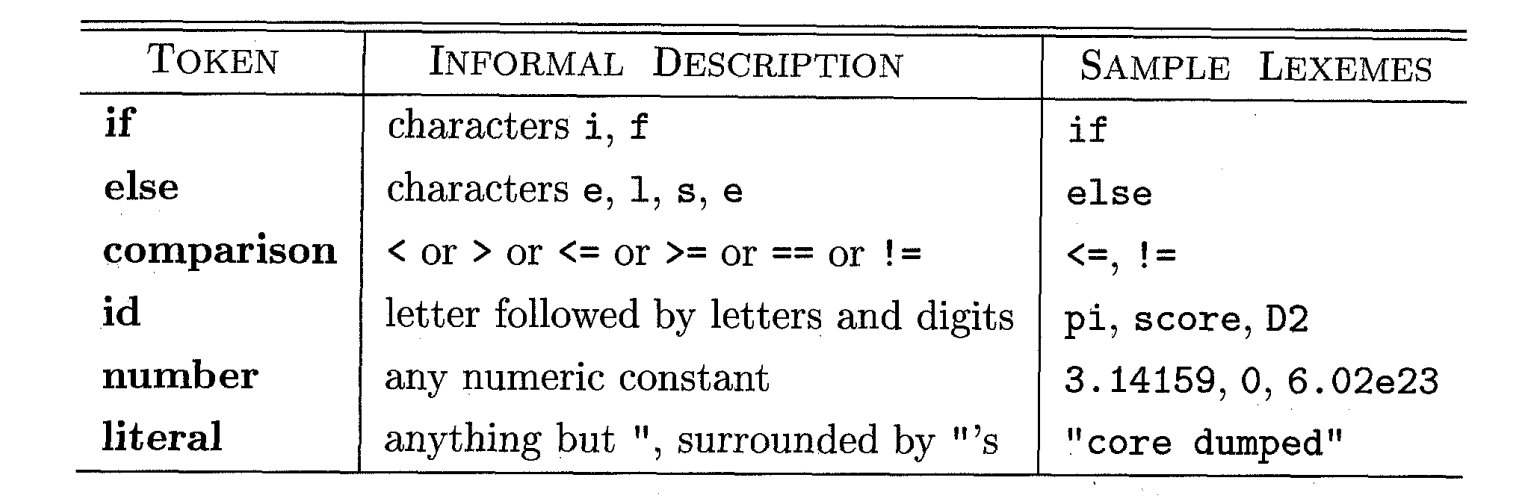 TOKEN INFORMAL DESCRIPTION SAMPLE LEXEMES
if characters i, f if
else characters e, l, s, e else
comparison < or > or <= or >= or == or != <=, !=
id letter followed by letters and digits pi, score, D2
number any numeric constant 3.14159, 0, 6.02e23
literal anything but ", surrounded by "'s "core dumped"